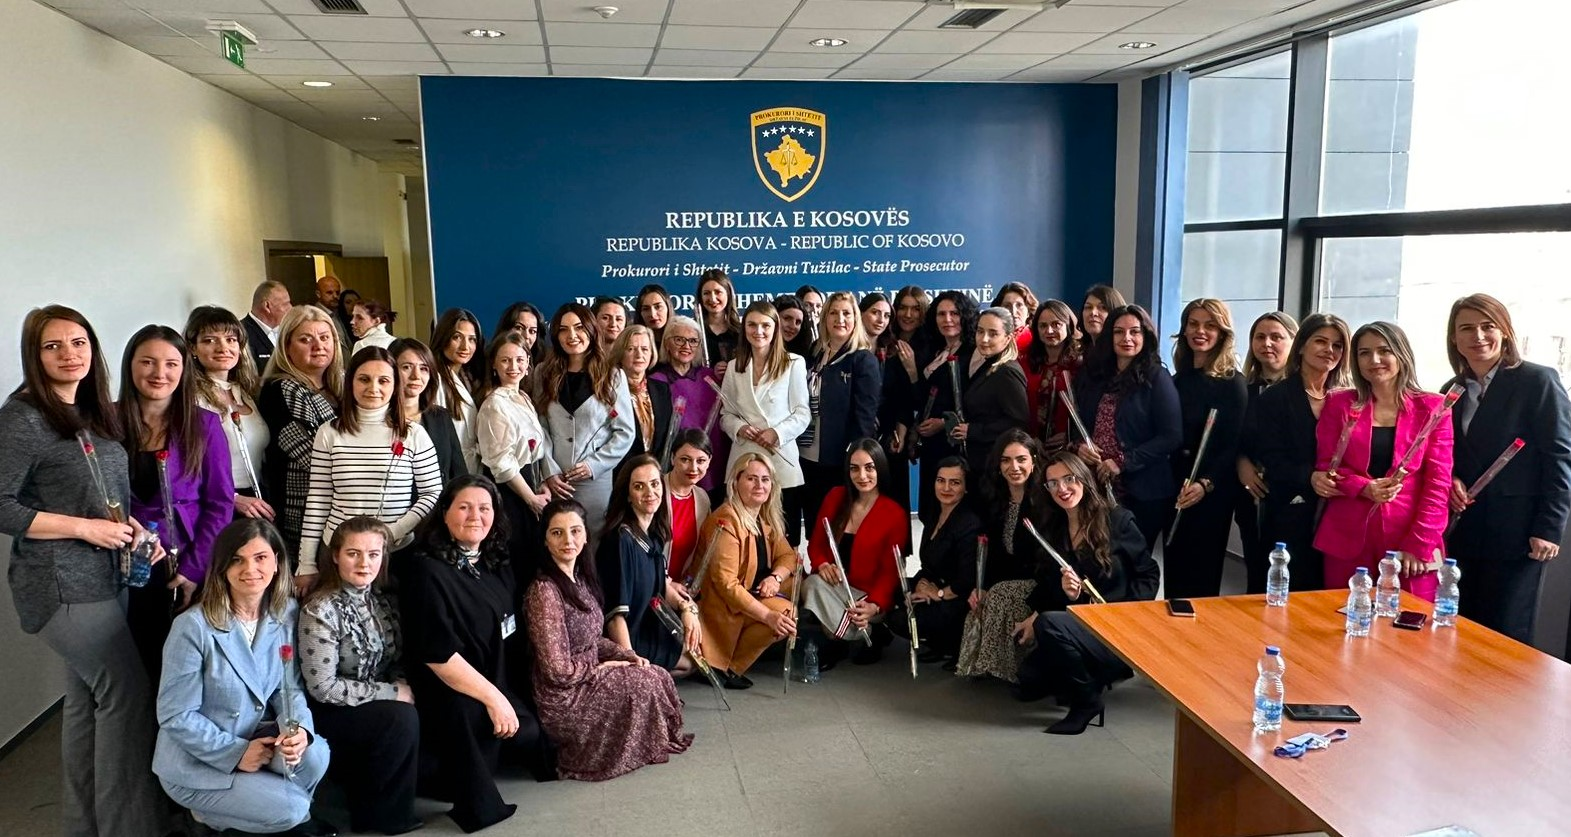 PROKURORI I SHTETIT
REPUBLIKA E KOSOVËS
REPUBLIKA KOSOVA - REPUBLIC OF KOSOVO
Prokurori i Shtetit - Državni Tužilac - State Prosecutor